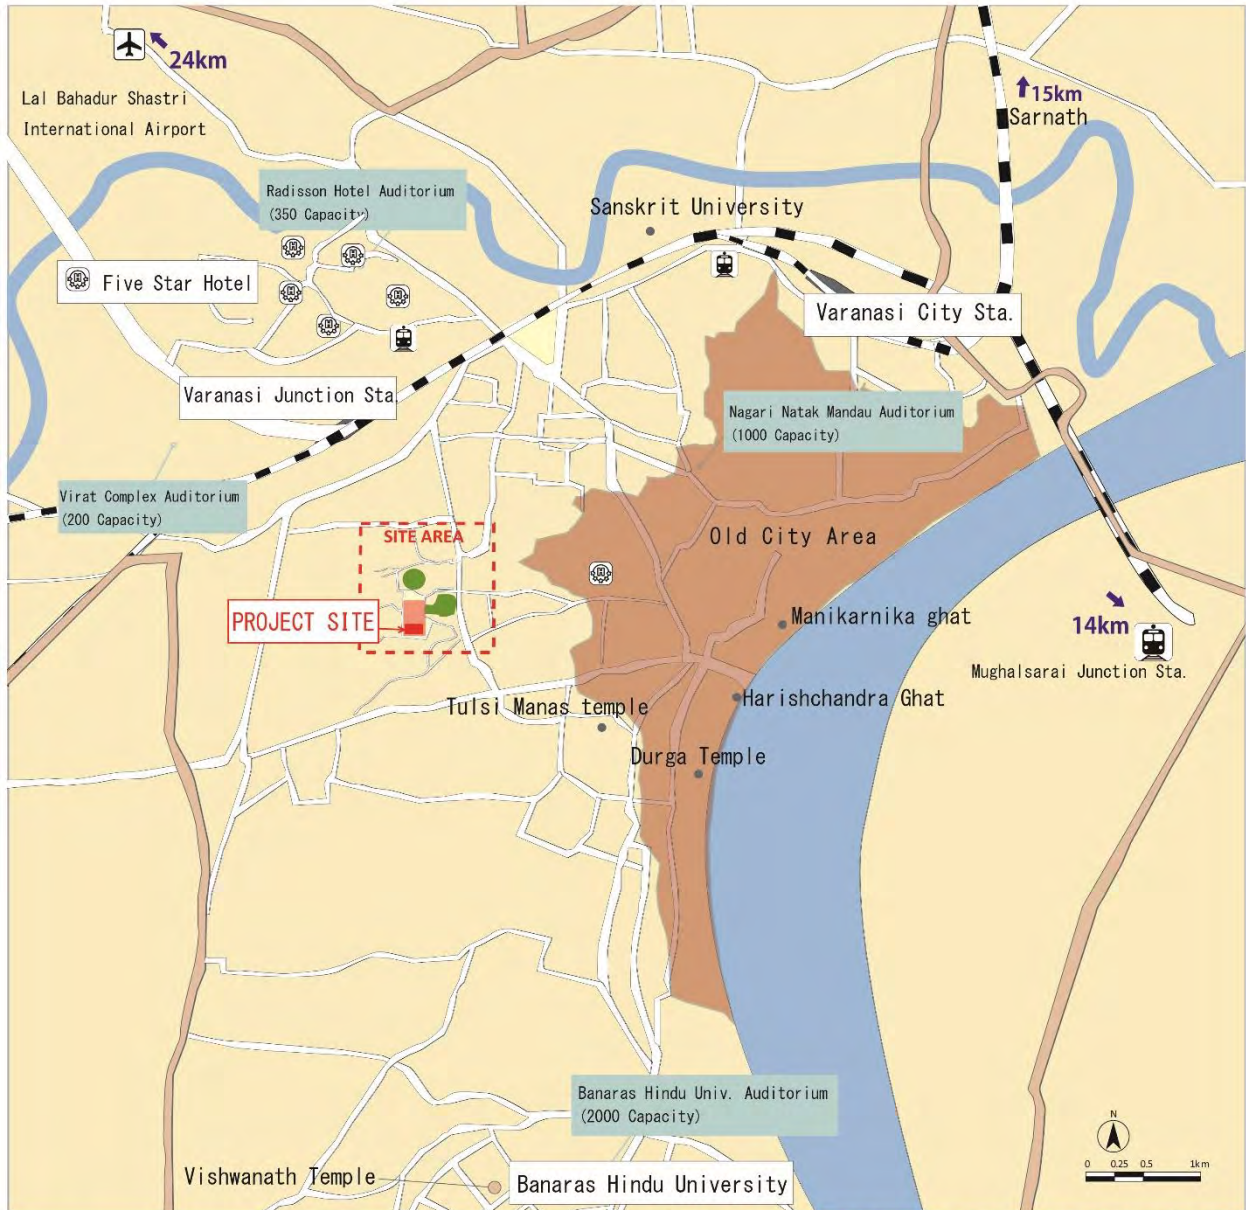 24km
Lal Bahadur Shastri
International Airport
15km
Sarnath
Radisson Hotel Auditorium
(350 Capacity)
Sanskrit University
Five Star Hotel
Varanasi City Sta.
Varanasi Junction Sta.
Nagari Natak Mandau Auditorium
(1000 Capacity)
Virat Complex Auditorium
(200 Capacity)
SITE AREA
Old City Area
PROJECT SITE
Manikarnika ghat
14km
Mughalsarai Junction Sta.
Tulsi Manas temple
Harishchandra Ghat
Durga Temple
Banaras Hindu Univ. Auditorium
(2000 Capacity)
N
0 0.25 0.5 1km
Vishwanath Temple
Banaras Hindu University